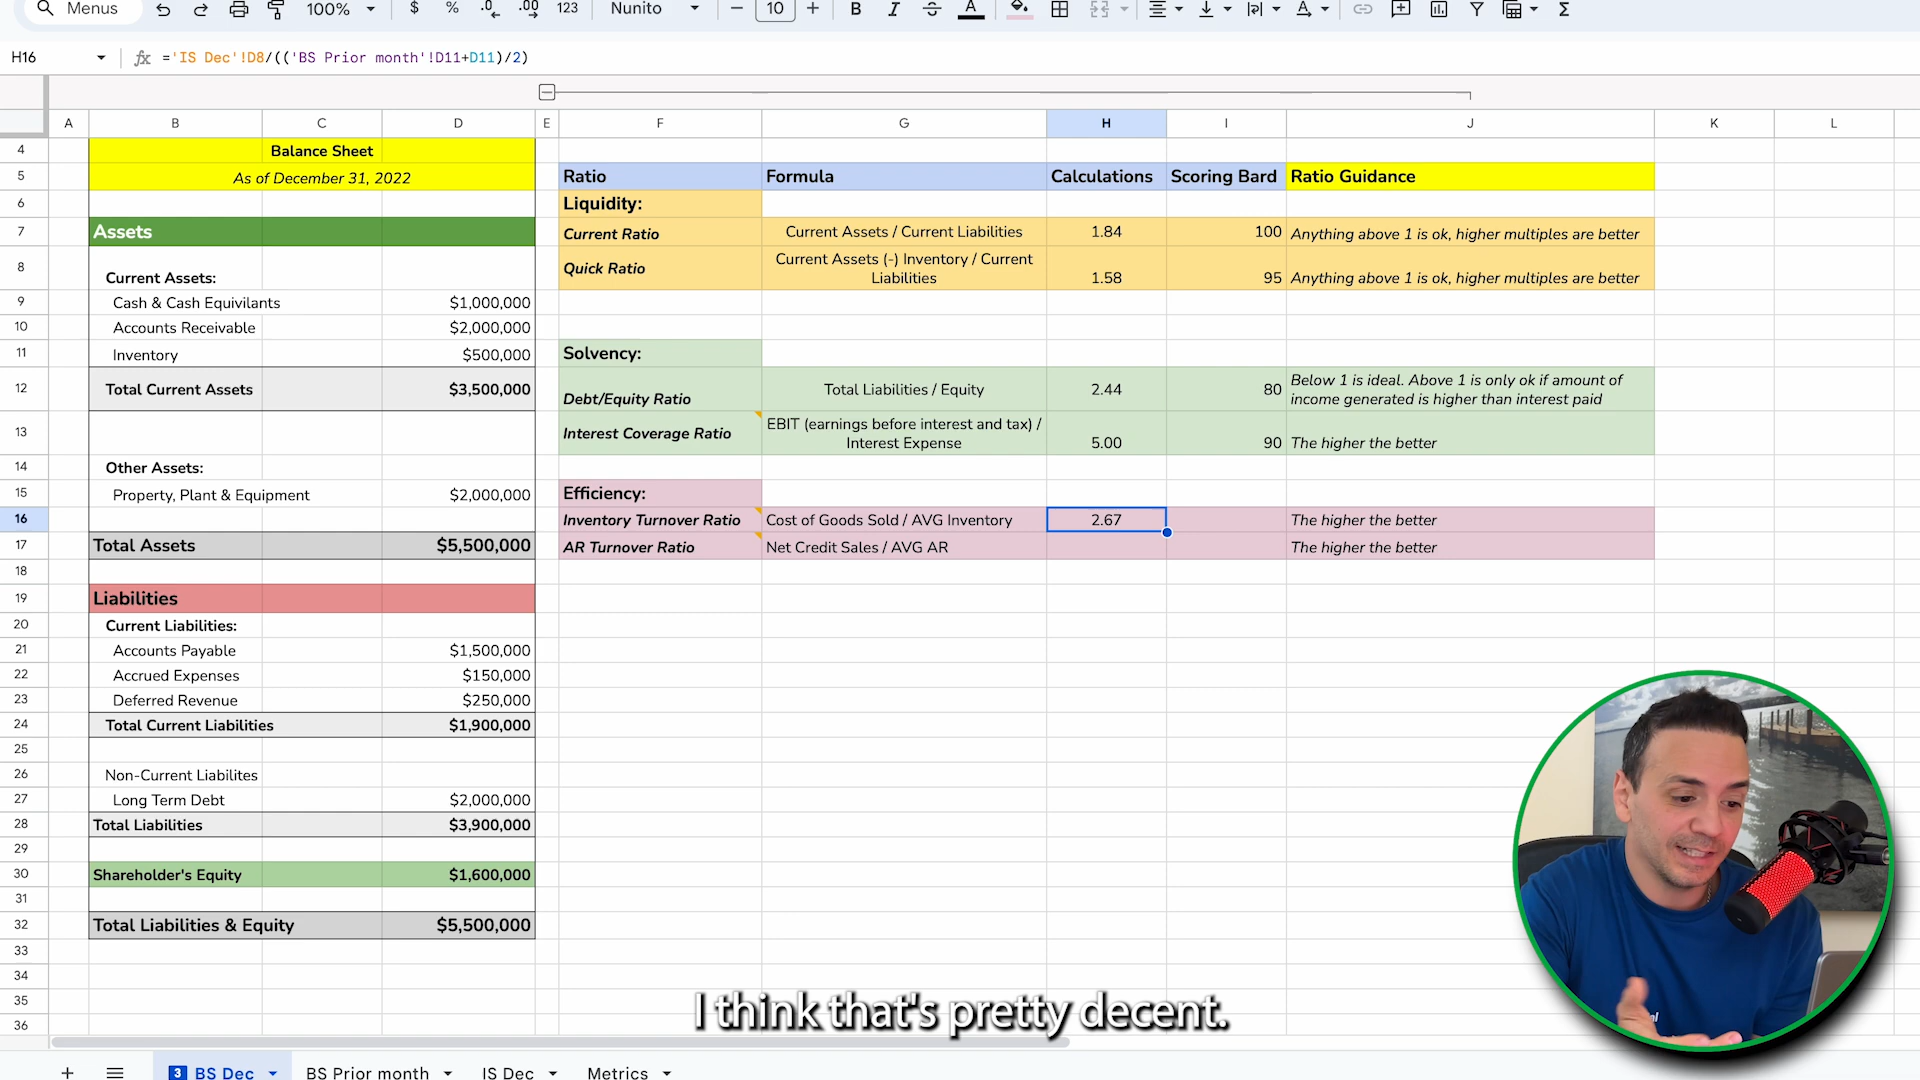 Menus
100%
$ % .0 .00 123
Nunito
10
B I A
H16
fx ='IS Dec'!D8/(('BS Prior month'!D11+D11)/2)
A B C D E F G H I J K L
4 Balance Sheet
5 As of December 31, 2022 Ratio Formula Calculations Scoring Bard Ratio Guidance
6 Liquidity:
7 Assets Current Ratio Current Assets / Current Liabilities 1.84 100 Anything above 1 is ok, higher multiples are better
8 Current Assets: Quick Ratio Current Assets (-) Inventory / Current
Liabilities 1.58 95 Anything above 1 is ok, higher multiples are better
9 Cash & Cash Equivilants $1,000,000
10 Accounts Receivable $2,000,000
11 Inventory $500,000 Solvency:
12 Total Current Assets $3,500,000 Debt/Equity Ratio Total Liabilities / Equity 2.44 80 Below 1 is ideal. Above 1 is only ok if amount of
income generated is higher than interest paid
13 Interest Coverage Ratio EBIT (earnings before interest and tax) /
Interest Expense 5.00 90 The higher the better
14 Other Assets:
15 Property, Plant & Equipment $2,000,000 Efficiency:
16 Inventory Turnover Ratio Cost of Goods Sold / AVG Inventory 2.67 The higher the better
17 Total Assets $5,500,000 AR Turnover Ratio Net Credit Sales / AVG AR The higher the better
18
19 Liabilities
20 Current Liabilities:
21 Accounts Payable $1,500,000
22 Accrued Expenses $150,000
23 Deferred Revenue $250,000
24 Total Current Liabilities $1,900,000
25
26 Non-Current Liabilites
27 Long Term Debt $2,000,000
28 Total Liabilities $3,900,000
29
30 Shareholder's Equity $1,600,000
31
32 Total Liabilities & Equity $5,500,000
33
34
35
36
I think that's pretty decent.
3 BS Dec BS Prior month IS Dec Metrics